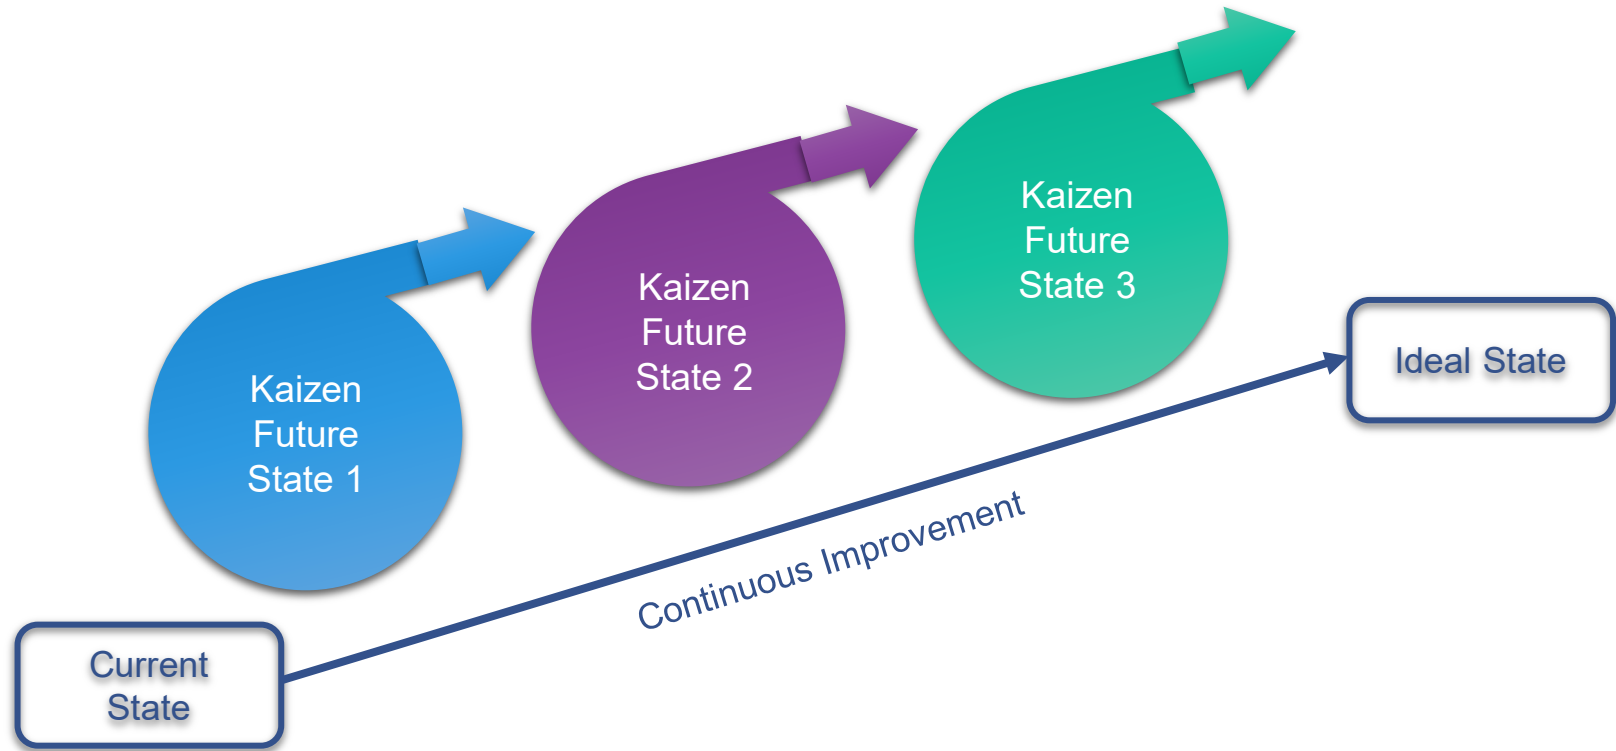 Kaizen
Future
State 1
Kaizen
Future
State 2
Kaizen
Future
State 3
Current
State
Continuous Improvement
Ideal State